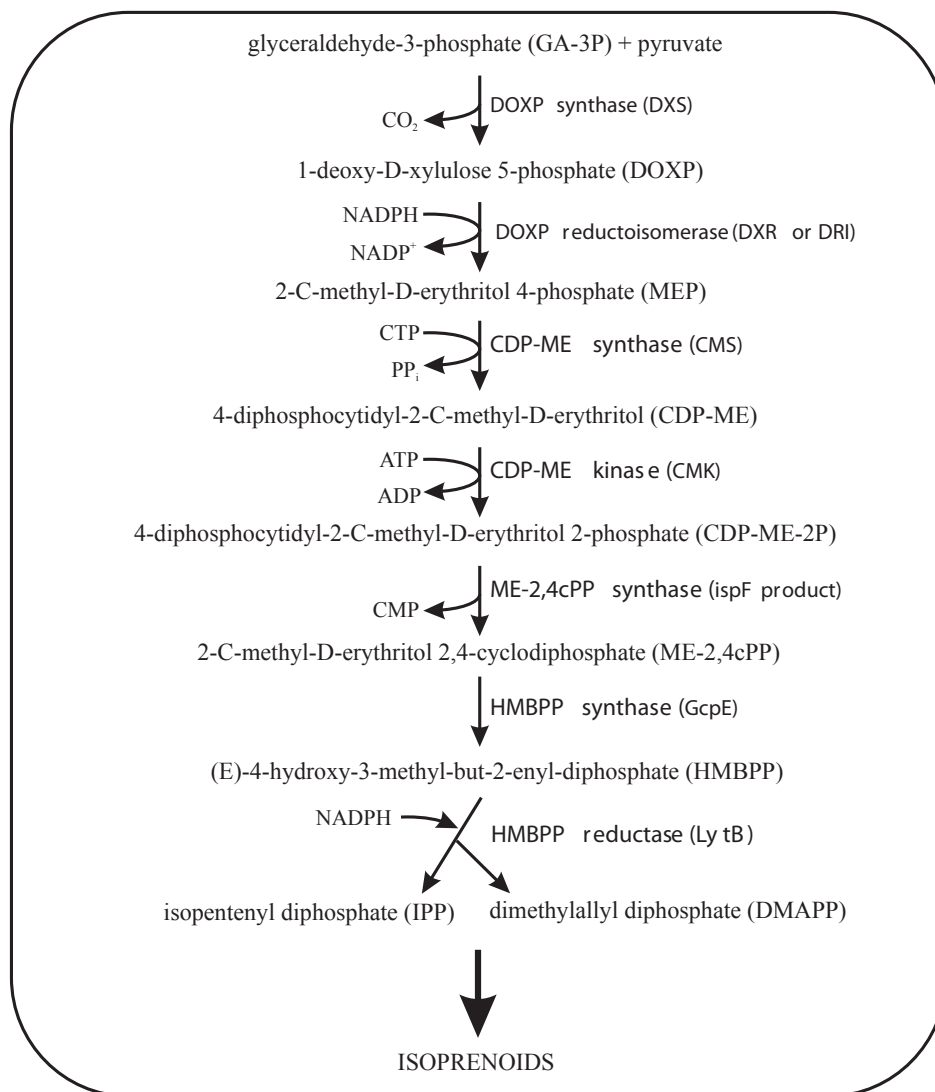 glyceraldehyde-3-phosphate (GA-3P) + pyruvate
DOXP synthase (DXS)
CO2
1-deoxy-D-xylulose 5-phosphate (DOXP)
NADPH
DOXP reductoisomerase (DXR or DRI)
NADP+
2-C-methyl-D-erythritol 4-phosphate (MEP)
CTP
CDP-ME synthase (CMS)
PPi
4-diphosphocytidyl-2-C-methyl-D-erythritol (CDP-ME)
ATP
CDP-ME kinase (CMK)
ADP
4-diphosphocytidyl-2-C-methyl-D-erythritol 2-phosphate (CDP-ME-2P)
ME-2,4cPP synthase (ispF product)
CMP
2-C-methyl-D-erythritol 2,4-cyclodiphosphate (ME-2,4cPP)
HMBPP synthase (GcpE)
(E)-4-hydroxy-3-methyl-but-2-enyl-diphosphate (HMBPP)
NADPH
HMBPP reductase (Ly tB)
isopentenyl diphosphate (IPP)
dimethylallyl diphosphate (DMAPP)
ISOPRENOIDS